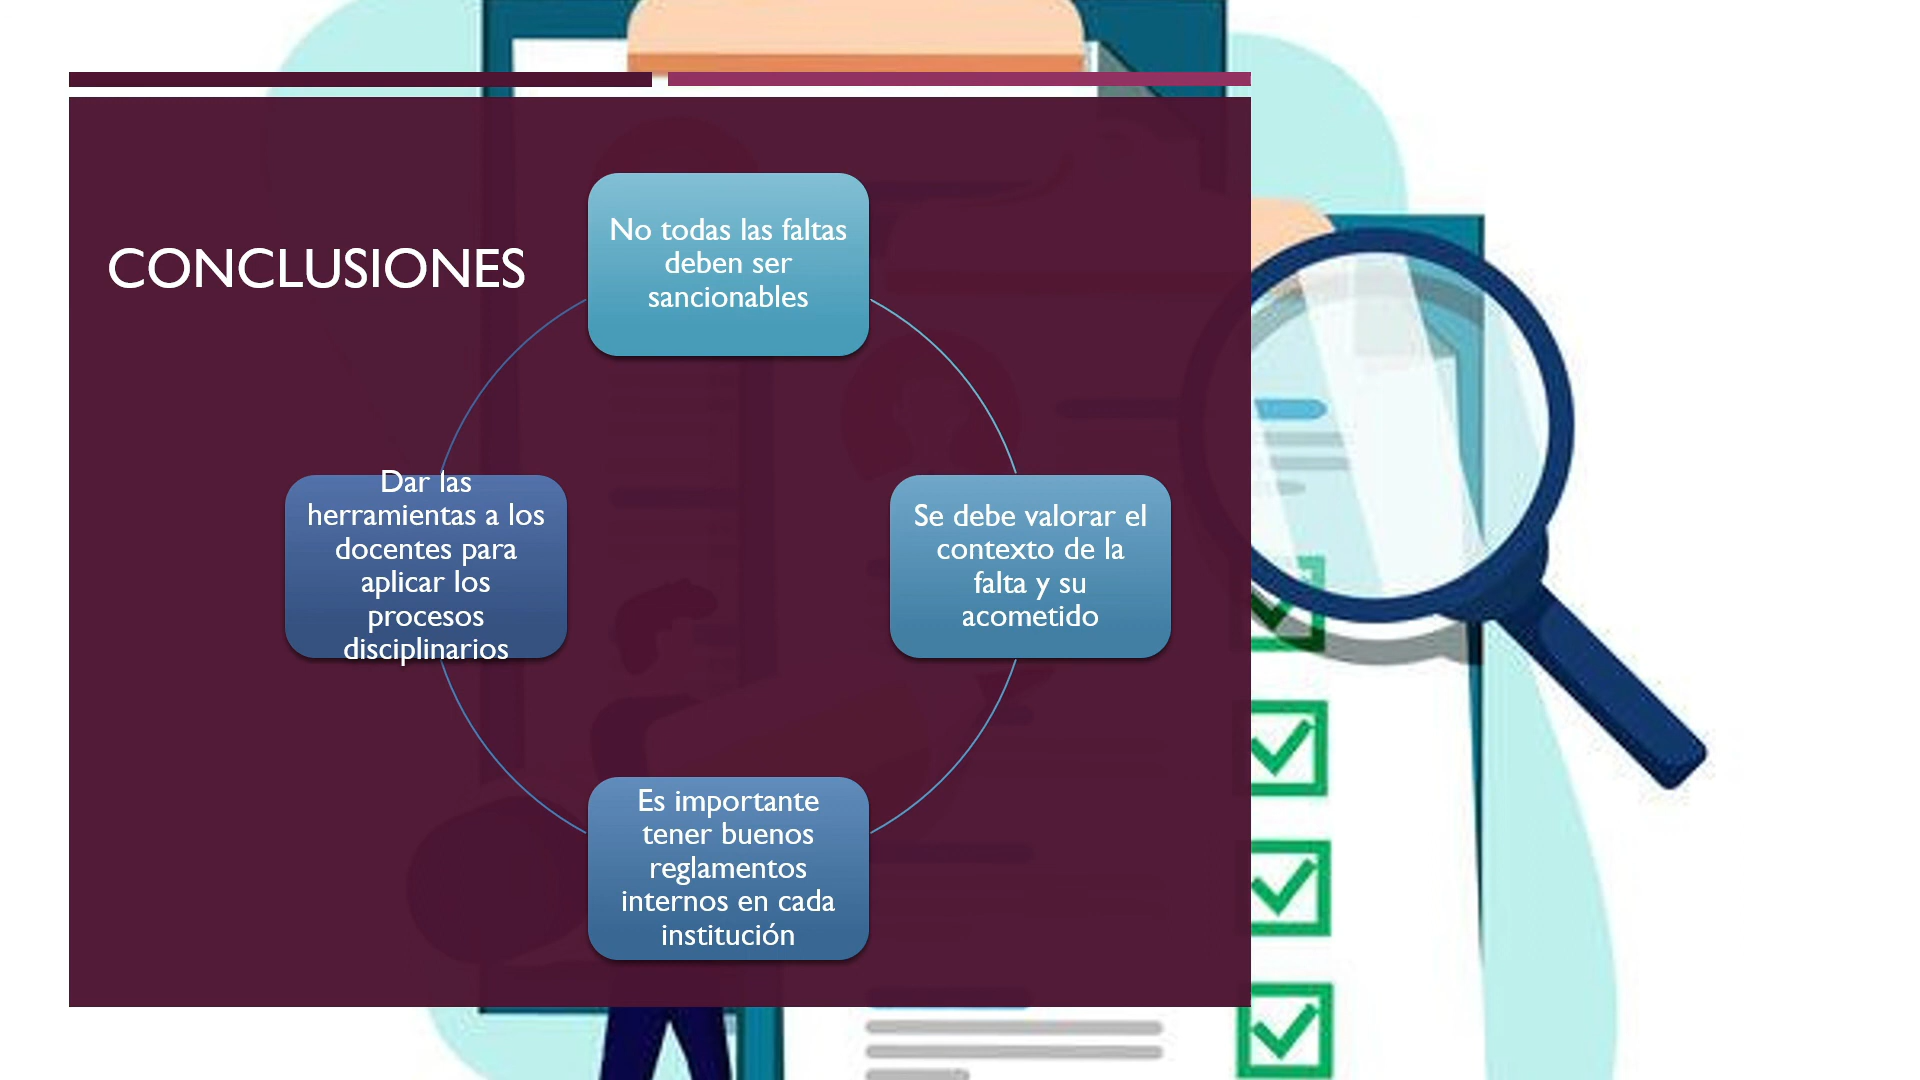 CONCLUSIONES
No todas las faltas
deben ser
sancionables
Se debe valorar el
contexto de la
falta y su
acometido
Es importante
tener buenos
reglamentos
internos en cada
institución
Dar las
herramientas a los
docentes para
aplicar los
procesos
disciplinarios